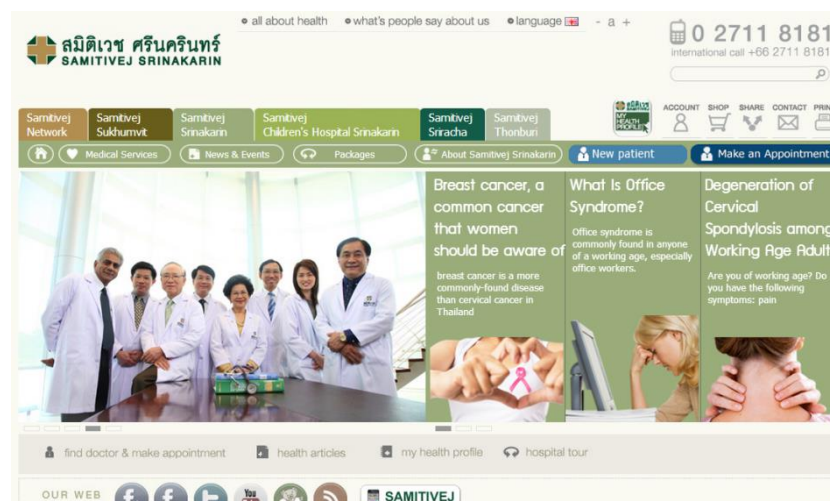 all about health what's people say about us language - a +
สมิติเวช ศรีนครินทร์
SAMITIVEJ SRINAKARIN
0 2711 8181
international call +66 2711 8181
Samitivej Network
Samitivej Sukhumvit
Samitivej Srinakarin
Samitivej Children's Hospital Srinakarin
Samitivej Sriracha
Samitivej Thonburi
MY HEALTH PROFILE
ACCOUNT SHOP SHARE CONTACT PRIN
Medical Services News & Events Packages About Samitivej Srinakarin New patient Make an Appointment
Breast cancer, a
common cancer
that women
should be aware of
breast cancer is a more
commonly-found disease
than cervical cancer in
Thailand
What Is Office
Syndrome?
Office syndrome is
commonly found in anyone
of a working age, especially
office workers.
Degeneration of
Cervical
Spondylosis among
Working Age Adult
Are you of working age? Do
you have the following
symptoms: pain
find doctor & make appointment health articles my health profile hospital tour
OUR WEB
You
SAMITIVEJ